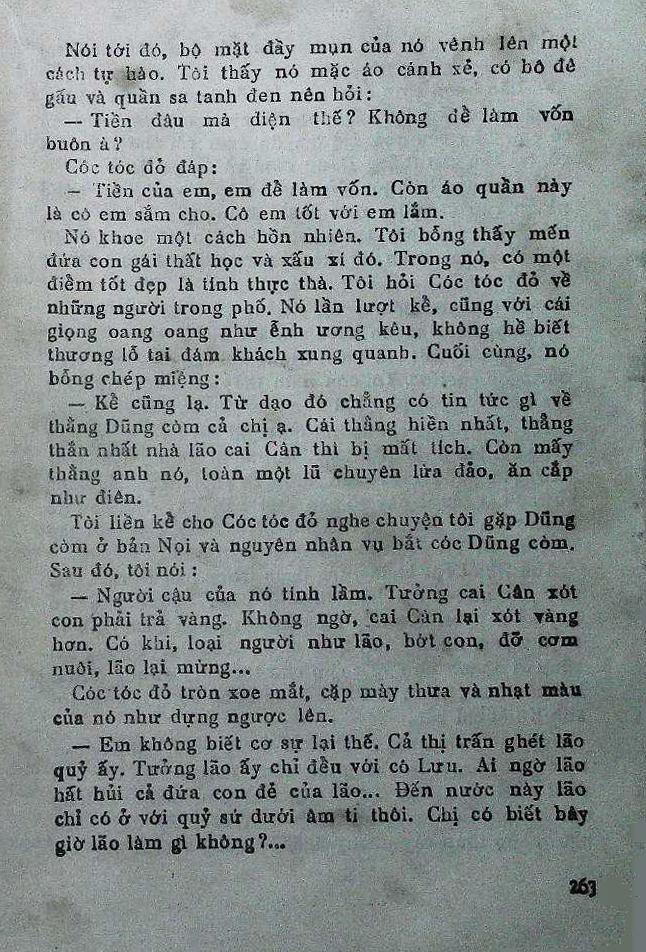 Nói tới đó, bộ mặt đầy mụn của nó vênh lên một
cách tự hào. Tôi thấy nó mặc áo cánh xẻ, có bô đê
gấu và quần sa tanh đen nên hỏi:
— Tiền đâu mà diện thế? Không để làm vốn
buôn à?
Cóc tóc đỏ đáp:
— Tiền của em, em để làm vốn. Còn áo quần này
là cô em sắm cho. Cô em tốt với em lắm.
Nó khoe một cách hồn nhiên. Tôi bỗng thấy mến
đứa con gái thất học và xấu xí đó. Trong nó, có một
điểm tốt đẹp là tính thực thà. Tôi hỏi Cóc tóc đỏ về
những người trong phố. Nó lần lượt kể, cũng với cái
giọng oang oang như ễnh ương kêu, không hề biết
thương lỗ tai đám khách xung quanh. Cuối cùng, nó
bỗng chép miệng:
— Kể cũng lạ. Từ dạo đó chẳng có tin tức gì về
thằng Dũng còm cả chị ạ. Cái thằng hiền nhất, thẳng
thắn nhất nhà lão cai Cân thì bị mất tích. Còn mấy
thằng anh nó, toàn một lũ chuyên lừa đảo, ăn cắp
như điên.
Tôi liền kể cho Cóc tóc đỏ nghe chuyện tôi gặp Dũng
còm ở bản Nọi và nguyên nhân vụ bắt cóc Dũng còm.
Sau đó, tôi nói:
— Người cậu của nó tính lầm. Tưởng cai Cân xót
con phải trả vàng. Không ngờ, cai Cân lại xót vàng
hơn. Có khi, loại người như lão, bớt con, đỡ cơm
nuôi, lão lại mừng...
Cóc tóc đỏ tròn xoe mắt, cặp mày thưa và nhạt màu
của nó như dựng ngược lên.
— Em không biết cơ sự lại thế. Cả thị trấn ghét lão
quỷ ấy. Tưởng lão ấy chỉ đều với cô Lưu. Ai ngờ lão
hất hủi cả đứa con đẻ của lão... Đến nước này lão
chỉ có ở với quỷ sứ dưới âm ti thôi. Chị có biết bây
giờ lão làm gì không?...
263